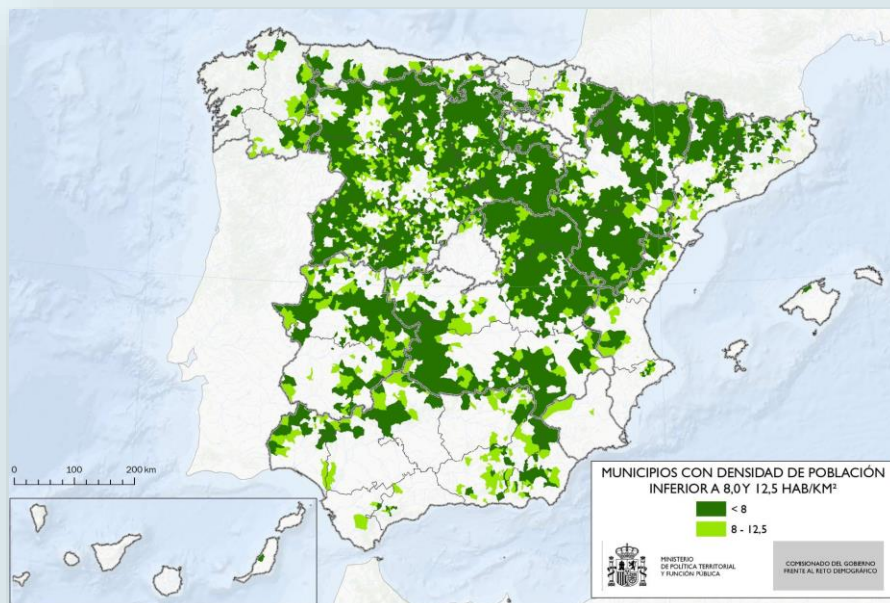 0 100 200 km
MUNICIPIOS CON DENSIDAD DE POBLACIÓN
INFERIOR A 8,0 Y 12,5 HAB/KM²
< 8
8 - 12,5
MINISTERIO
DE POLÍTICA TERRITORIAL
Y FUNCIÓN PÚBLICA
COMISIONADO DEL GOBIERNO
FRENTE AL RETO DEMOGRÁFICO